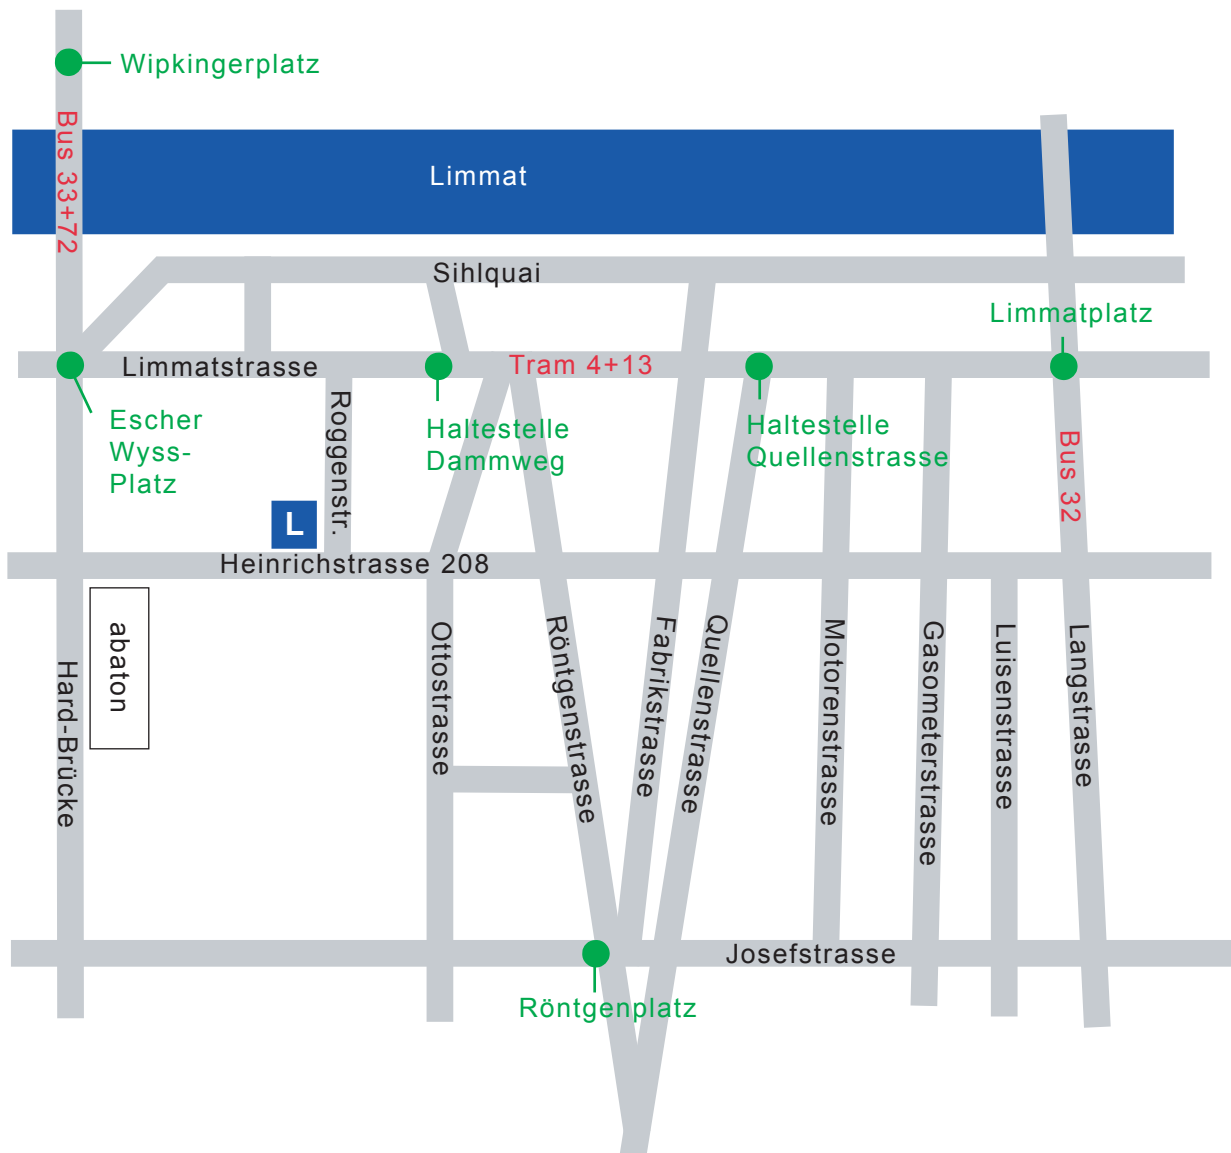 Wipkingerplatz
Bus 33+72
Limmat
Sihlquai
Limmatplatz
Limmatstrasse
Tram 4+13
Escher
Wyss-
Platz
Roggenstr.
Haltestelle
Dammweg
Haltestelle
Quellenstrasse
Bus 32
L
Heinrichstrasse 208
abaton
Hard-Brücke
Ottostrasse
Röntgenstrasse
Fabrikstrasse
Quellenstrasse
Motorenstrasse
Gasometerstrasse
Luisenstrasse
Langstrasse
Josefstrasse
Röntgenplatz